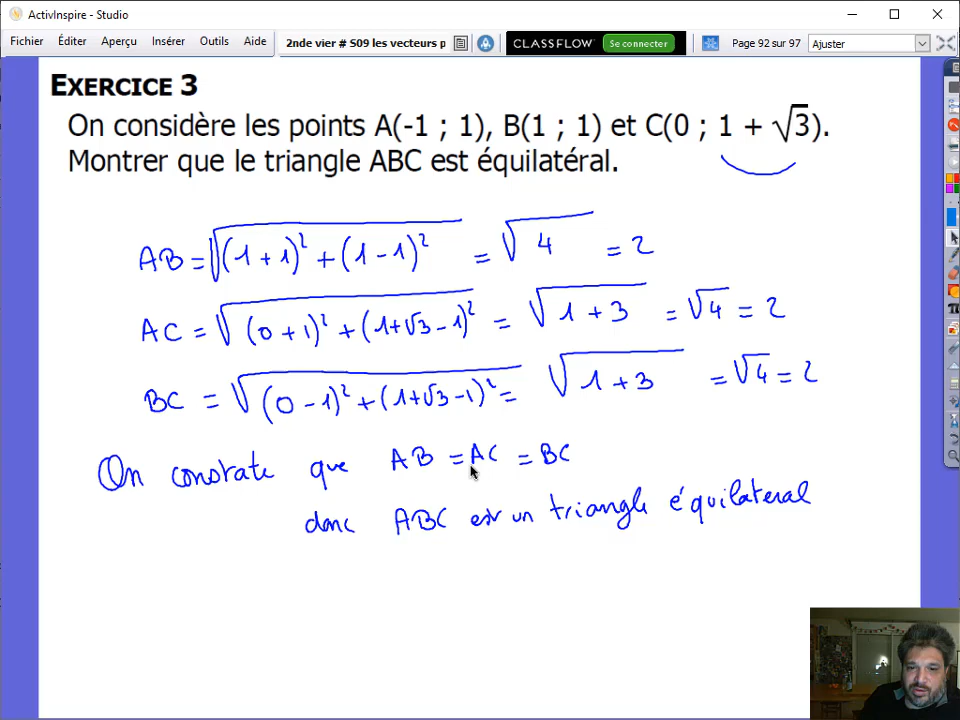 ActivInspire - Studio
Fichier Éditer Aperçu Insérer Outils Aide 2nde vier # S09 les vecteurs p CLASSFLOW Se connecter Page 92 sur 97 Ajuster
EXERCICE 3
On considère les points A(-1 ; 1), B(1 ; 1) et C(0 ; 1 + √3).
Montrer que le triangle ABC est équilatéral.
AB = √((1+1)² + (1-1)²) = √4 = 2
AC = √((0+1)² + (1+√3-1)²) = √(1+3) = √4 = 2
BC = √((0-1)² + (1+√3-1)²) = √(1+3) = √4 = 2
On constate que AB = AC = BC
donc ABC est un triangle équilateral